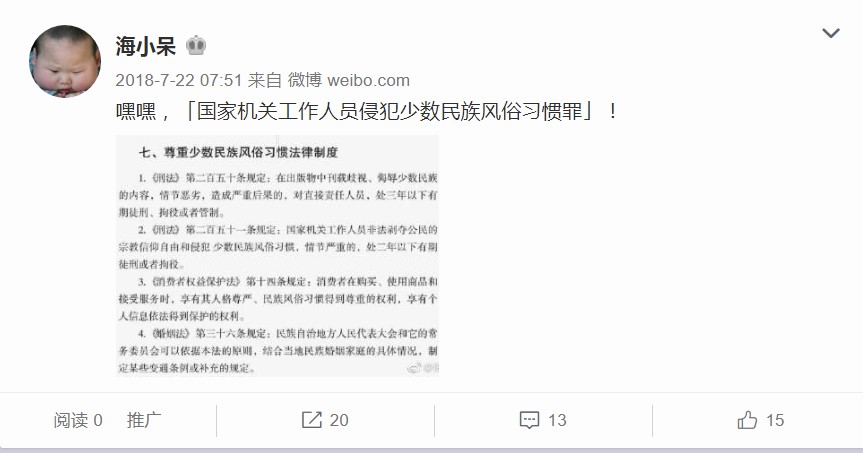 海小呆
2018-7-22 07:51 来自 微博 weibo.com
嘿嘿，「国家机关工作人员侵犯少数民族风俗习惯罪」！
七、尊重少数民族风俗习惯法律制度
1.《刑法》第二百五十条规定：在出版物中刊载歧视、侮辱少数民族
的内容，情节恶劣，造成严重后果的，对直接责任人员，处三年以下有
期徒刑、拘役或者管制。
2.《刑法》第二百五十一条规定：国家机关工作人员非法剥夺公民的
宗教信仰自由和侵犯 少数民族风俗习惯，情节严重的，处二年以下有期
徒刑或者拘役。
3.《消费者权益保护法》第十四条规定：消费者在购买、使用商品和
接受服务时，享有其人格尊严、民族风俗习惯得到尊重的权利，享有个
人信息依法得到保护的权利。
4.《婚姻法》第三十六条规定：民族自治地方人民代表大会和它的常
务委员会可以依据本法的原则，结合当地民族婚姻家庭的具体情况，制
定某些变通条例或补充的规定。
阅读 0 推广 20 13 15